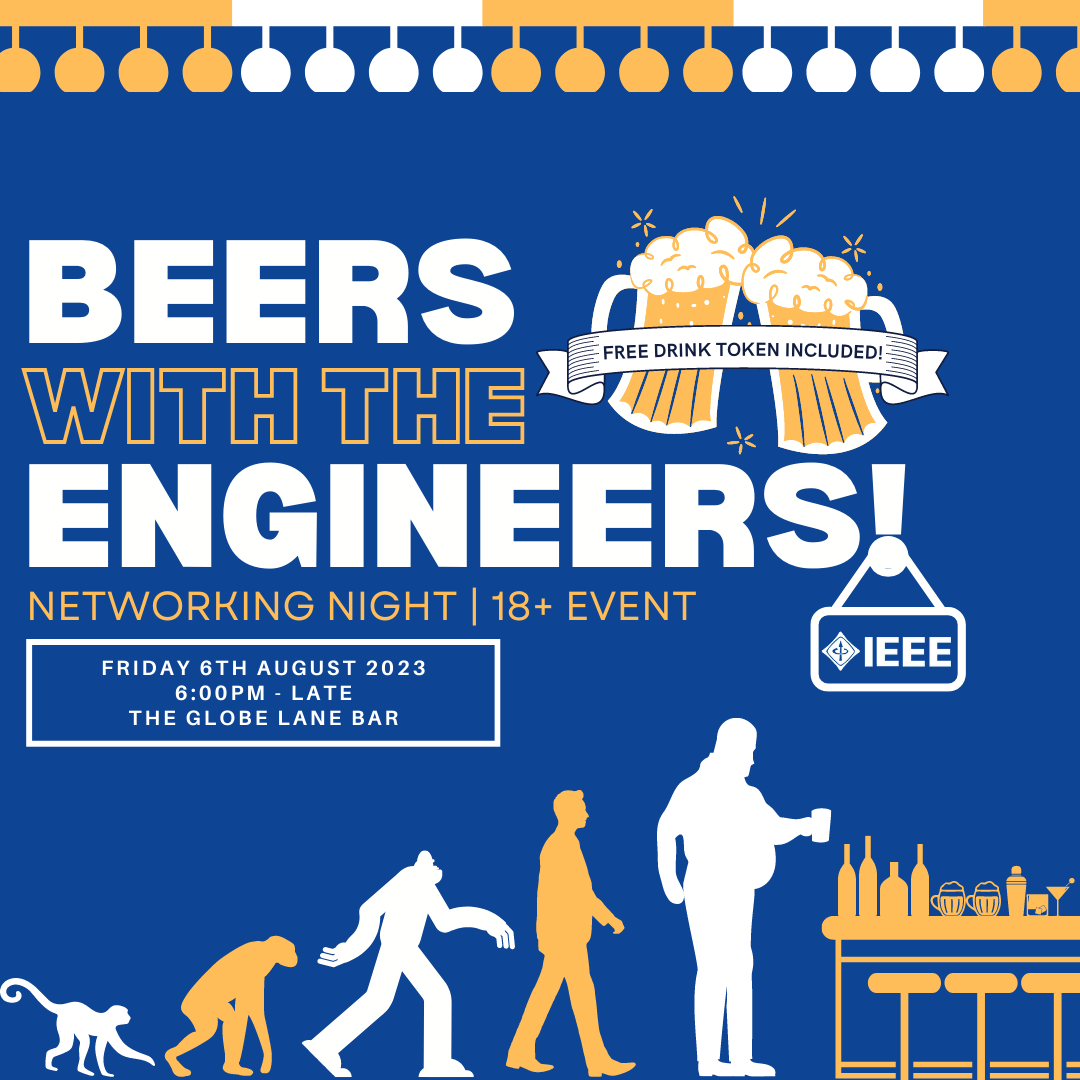 BEERS
WITH THE
ENGINEERS!
FREE DRINK TOKEN INCLUDED!
NETWORKING NIGHT | 18+ EVENT
IEEE
FRIDAY 6TH AUGUST 2023
6:00PM - LATE
THE GLOBE LANE BAR